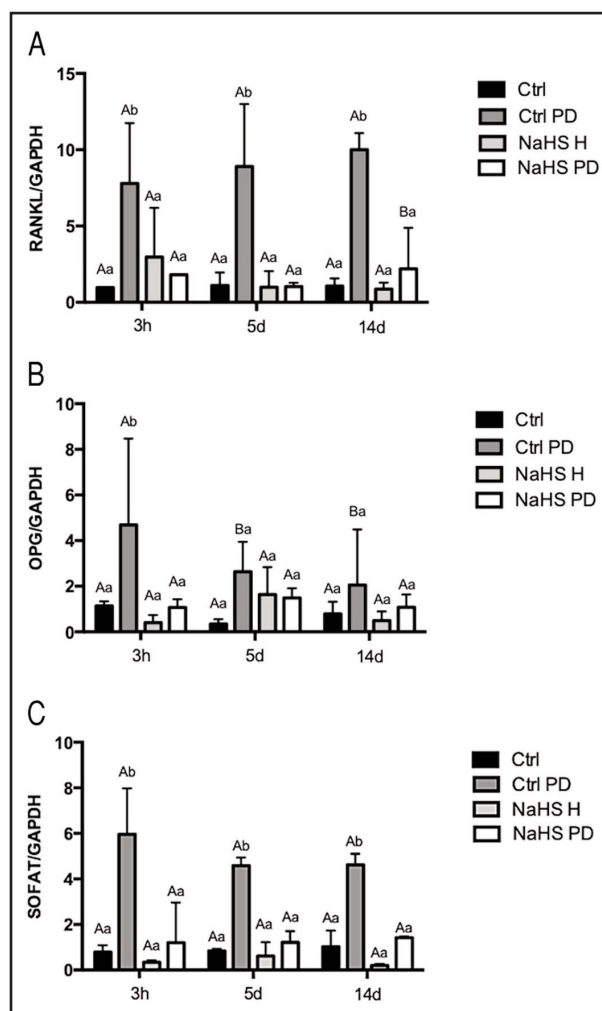 A
RANKL/GAPDH
15
10
5
0
Aa Ab Aa Aa Aa Ab Aa Aa Aa Ab Aa Ba
3h 5d 14d
Ctrl
Ctrl PD
NaHS H
NaHS PD
B
OPG/GAPDH
10
8
6
4
2
0
Aa Ab Aa Aa Aa Ba Aa Aa Aa Ba Aa Aa
3h 5d 14d
Ctrl
Ctrl PD
NaHS H
NaHS PD
C
SOFAT/GAPDH
10
8
6
4
2
0
Aa Ab Aa Aa Aa Ab Aa Aa Aa Ab Aa Aa
3h 5d 14d
Ctrl
Ctrl PD
NaHS H
NaHS PD